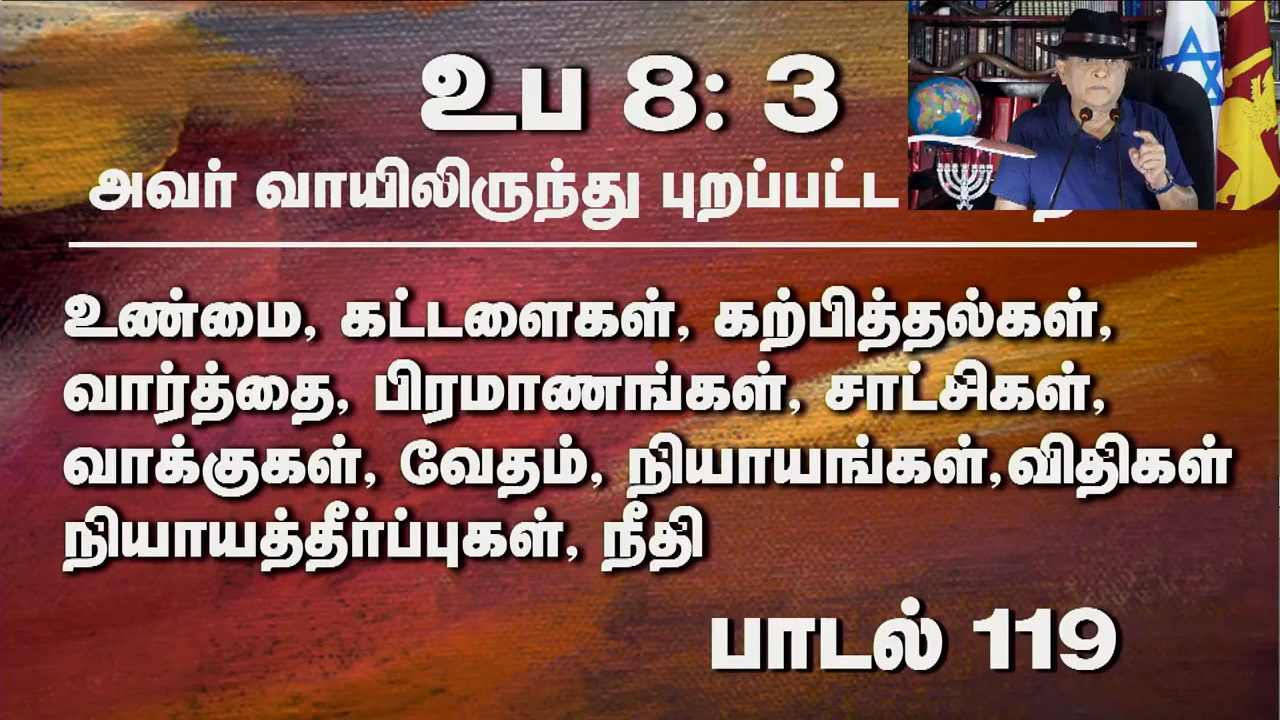 உப 8: 3
அவர் வாயிலிருந்து புறப்பட்ட
உண்மை, கட்டளைகள், கற்பித்தல்கள்,
வார்த்தை, பிரமாணங்கள், சாட்சிகள்,
வாக்குகள், வேதம், நியாயங்கள்,விதிகள்
நியாயத்தீர்ப்புகள், நீதி
பாடல் 119